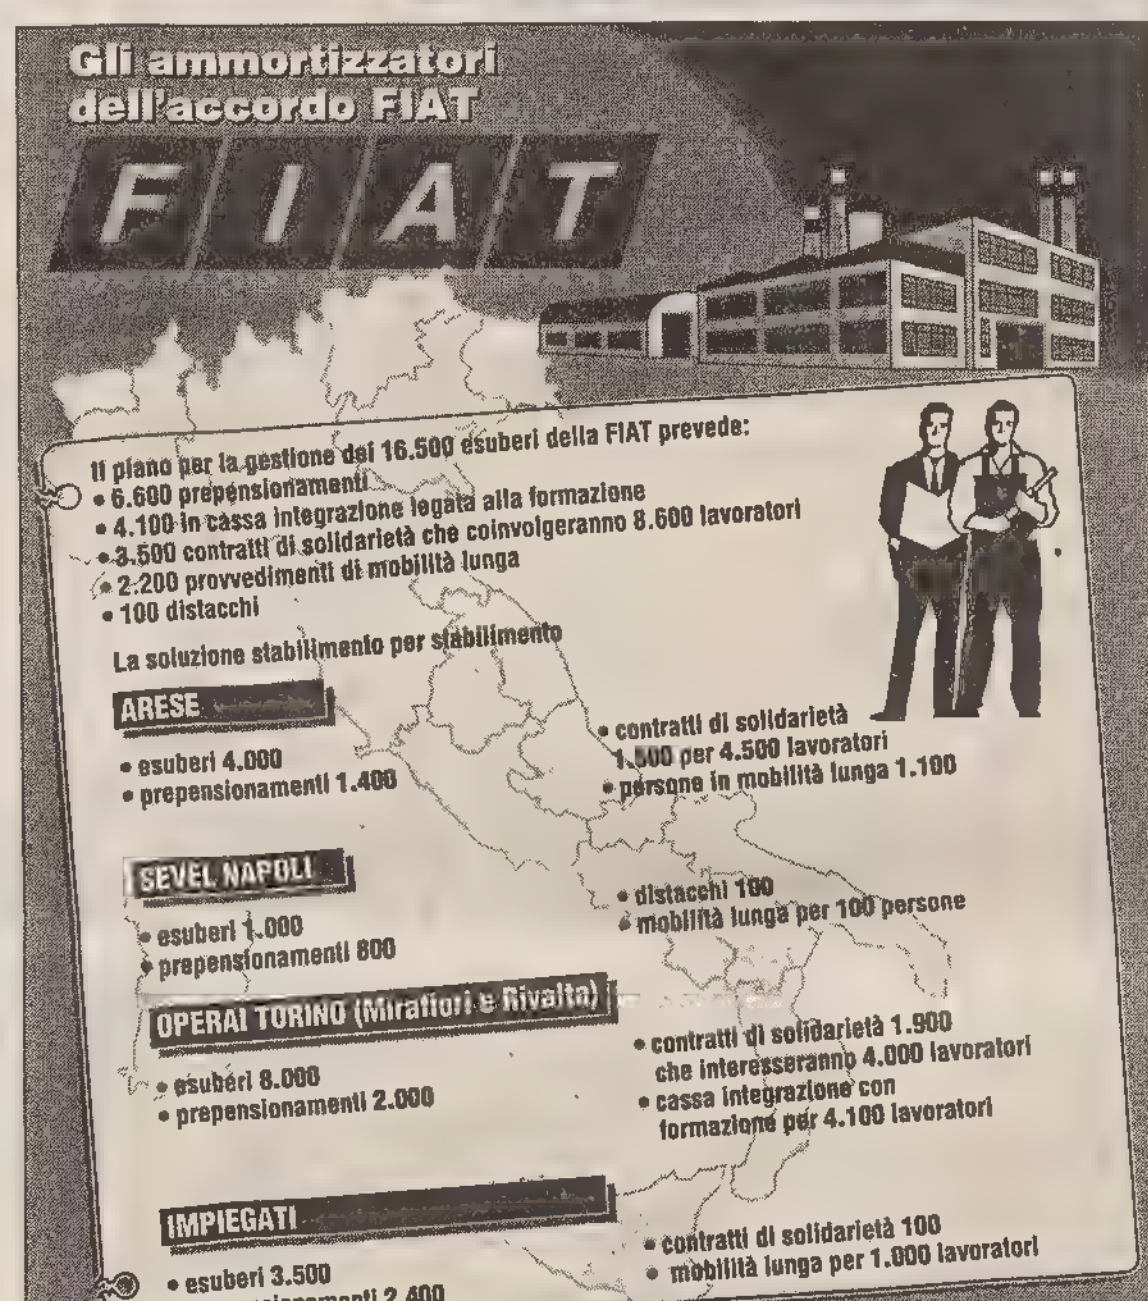 Gli ammortizzatori
dell'accordo FIAT
FIAT
Il piano per la gestione dei 16.500 esuberi della FIAT prevede:
• 6.600 prepensionamenti
• 4.100 in cassa integrazione legata alla formazione
• 3.500 contratti di solidarietà che coinvolgeranno 8.600 lavoratori
• 2.200 provvedimenti di mobilità lunga
• 100 distacchi
La soluzione stabilimento per stabilimento
ARESE
• esuberi 4.000
• prepensionamenti 1.400
• contratti di solidarietà
1.500 per 4.500 lavoratori
• persone in mobilità lunga 1.100
SEVEL NAPOLI
• esuberi 1.000
• prepensionamenti 800
• distacchi 100
• mobilità lunga per 100 persone
OPERAI TORINO (Mirafiori e Rivalta)
• esuberi 8.000
• prepensionamenti 2.000
• contratti di solidarietà 1.900
che interesseranno 4.000 lavoratori
• cassa integrazione con
formazione per 4.100 lavoratori
IMPIEGATI
• esuberi 3.500
2.400
• contratti di solidarietà 100
• mobilità lunga per 1.000 lavoratori